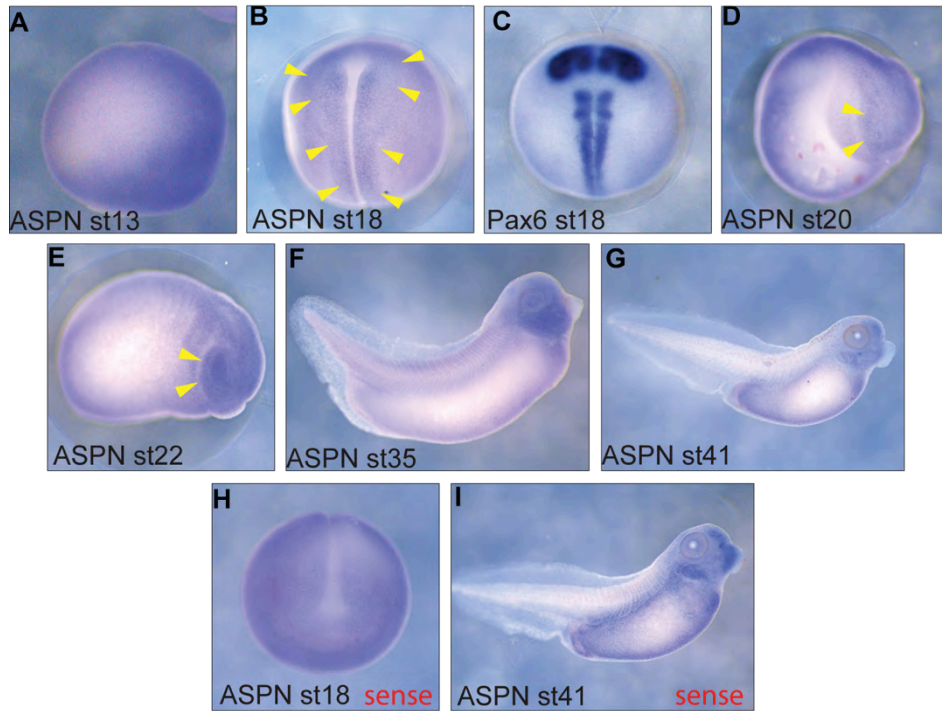 A
ASPN st13
B
ASPN st18
C
Pax6 st18
D
ASPN st20
E
ASPN st22
F
ASPN st35
G
ASPN st41
H
ASPN st18 sense
I
ASPN st41 sense